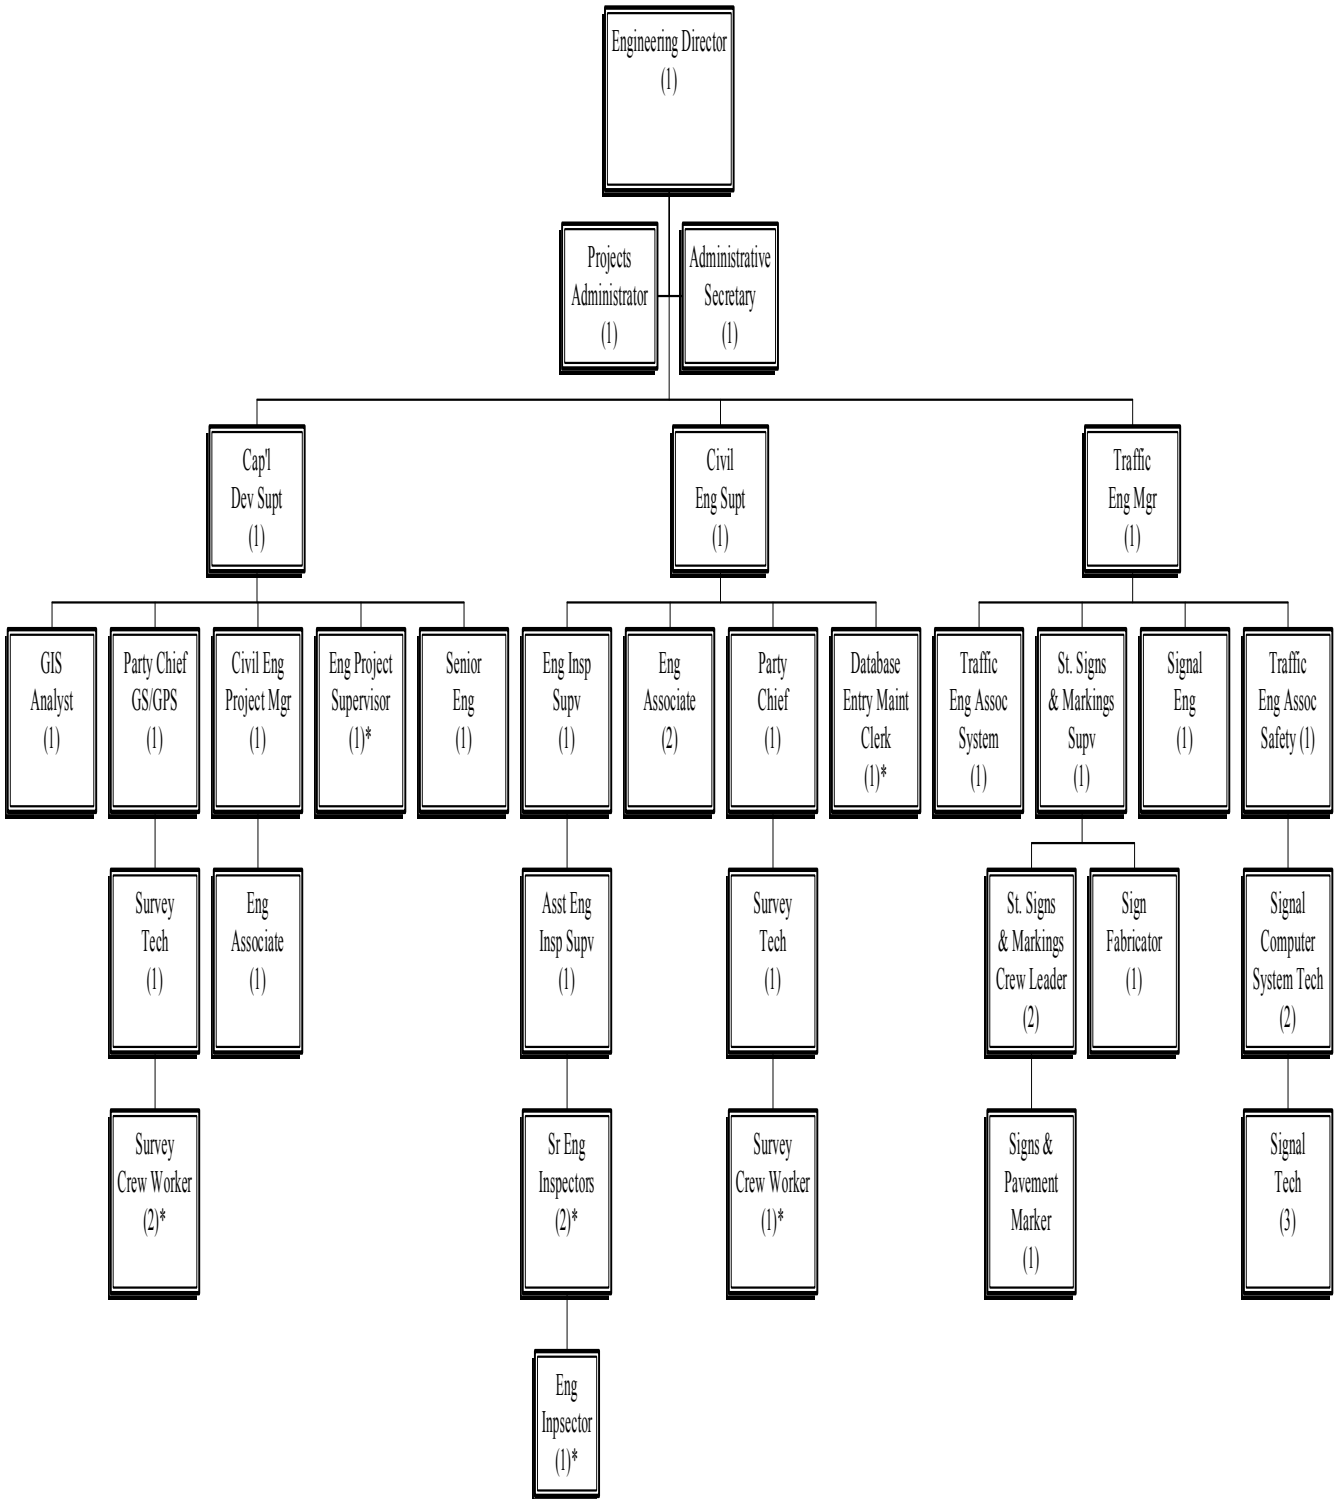 Engineering Director
(1)
Projects
Administrator
(1)
Administrative
Secretary
(1)
Cap'l
Dev Supt
(1)
Civil
Eng Supt
(1)
Traffic
Eng Mgr
(1)
GIS
Analyst
(1)
Party Chief
GS/GPS
(1)
Civil Eng
Project Mgr
(1)
Eng Project
Supervisor
(1)*
Senior
Eng
(1)
Eng Insp
Supv
(1)
Eng
Associate
(2)
Party
Chief
(1)
Database
Entry Maint
Clerk
(1)*
Traffic
Eng Assoc
System
(1)
St. Signs
& Markings
Supv
(1)
Signal
Eng
(1)
Traffic
Eng Assoc
Safety (1)
Survey
Tech
(1)
Eng
Associate
(1)
Asst Eng
Insp Supv
(1)
Survey
Tech
(1)
St. Signs
& Markings
Crew Leader
(2)
Sign
Fabricator
(1)
Signal
Computer
System Tech
(2)
Survey
Crew Worker
(2)*
Sr Eng
Inspectors
(2)*
Survey
Crew Worker
(1)*
Signs &
Pavement
Marker
(1)
Signal
Tech
(3)
Eng
Inpsector
(1)*